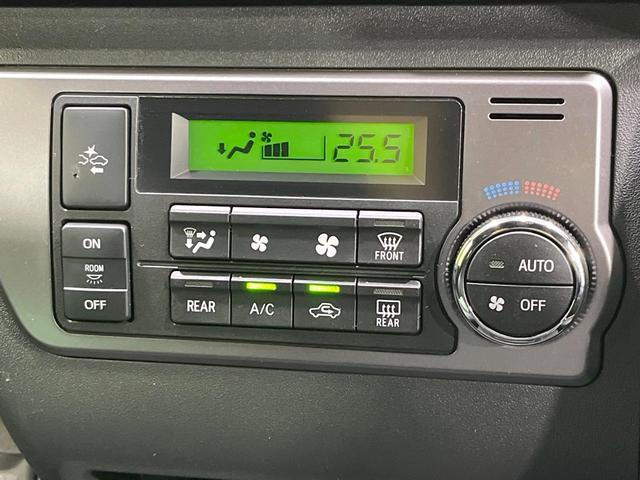 25.5
ON
ROOM
OFF
FRONT
REAR
A/C
REAR
AUTO
OFF